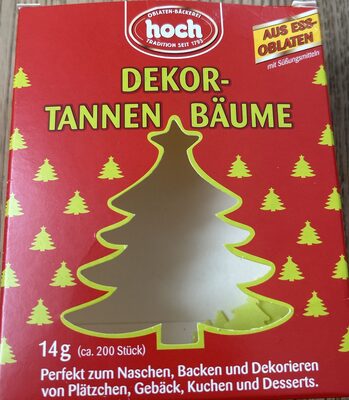 OBLATEN-BÄCKEREI
hoch
TRADITION SEIT 1793
AUS ESS-
OBLATEN
mit Süßungsmitteln
DEKOR-
TANNEN BÄUME
14g (ca. 200 Stück)
Perfekt zum Naschen, Backen und Dekorieren
von Plätzchen, Gebäck, Kuchen und Desserts.